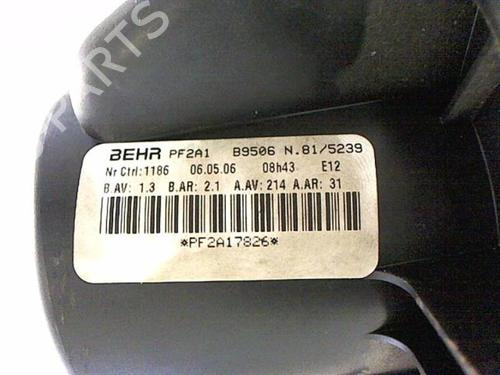 BEHR PF2A1 B9506 N.81/5239
Nr Ctrl:1186 06.05.06 08h43 E12
B.AV: 1.3 B.AR: 2.1 A.AV: 214 A.AR: 31
*PF2A17826*
PARTS